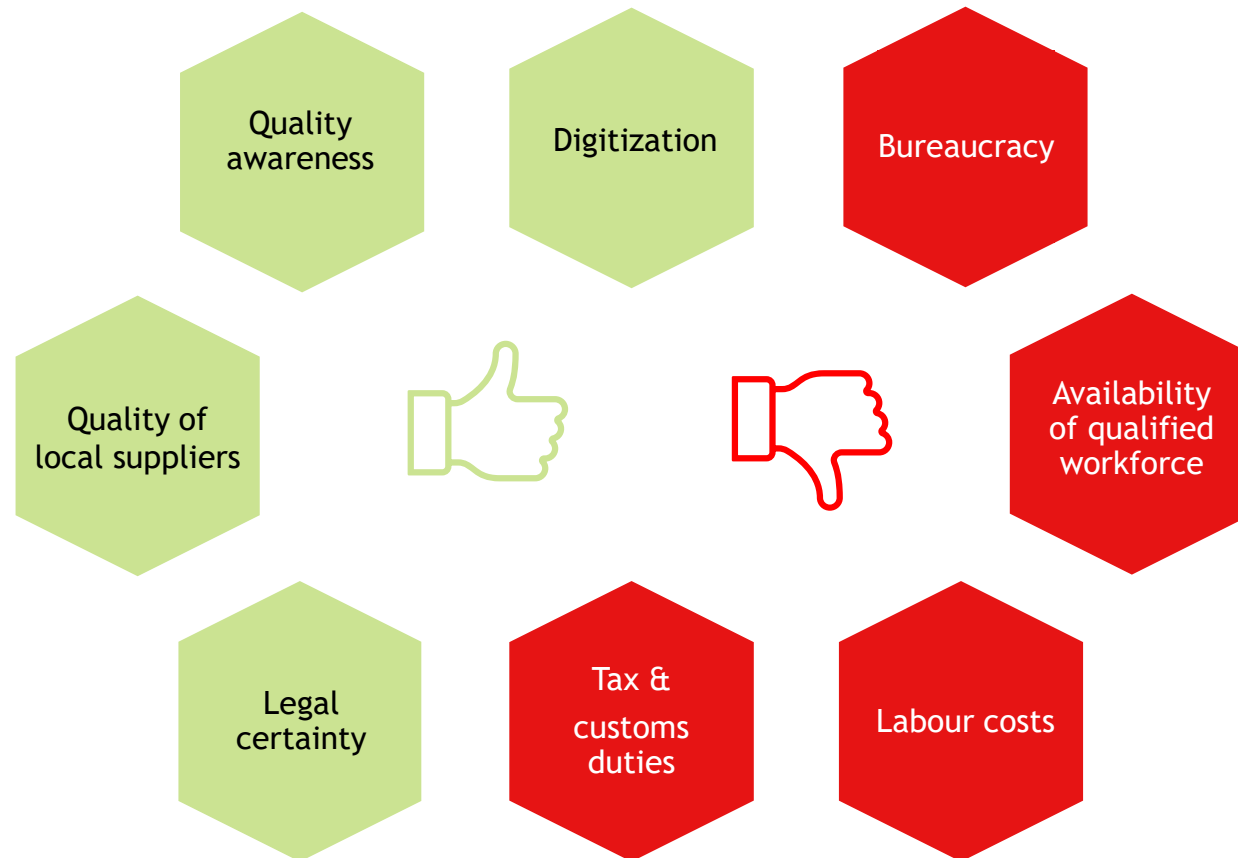 Quality
awareness
Digitization
Bureaucracy
Quality of
local suppliers
Availability
of qualified
workforce
Legal
certainty
Tax &
customs
duties
Labour costs